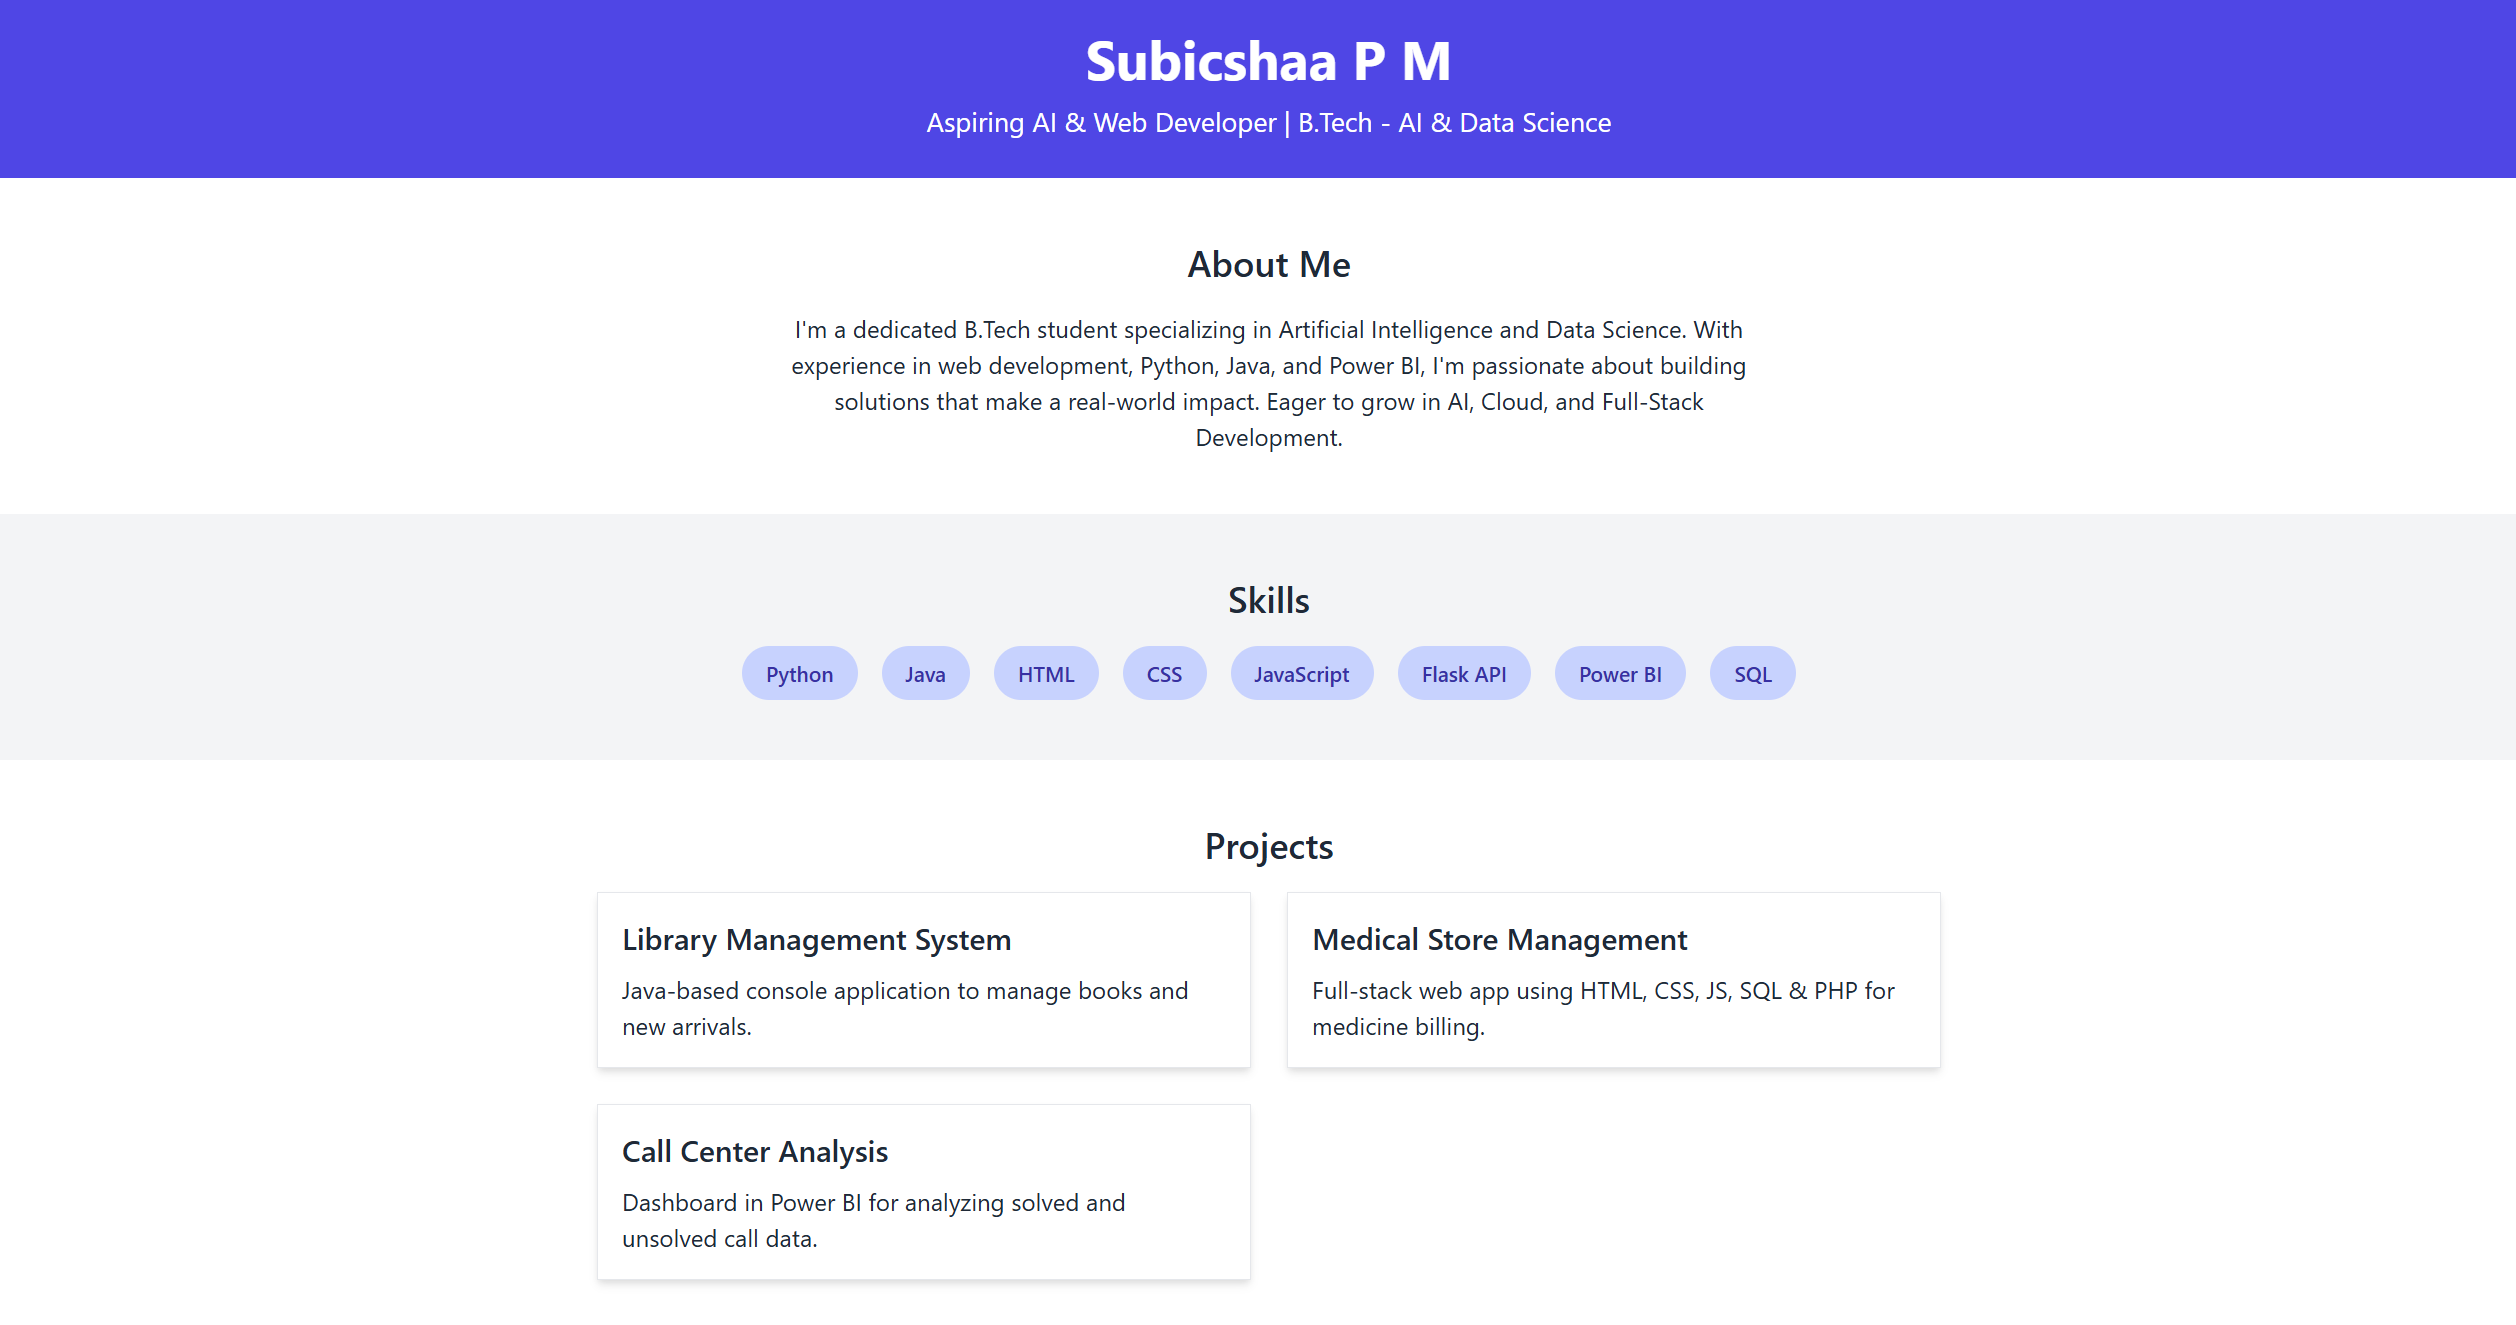 Subicshaa P M
Aspiring AI & Web Developer | B.Tech - AI & Data Science
About Me
I'm a dedicated B.Tech student specializing in Artificial Intelligence and Data Science. With
experience in web development, Python, Java, and Power BI, I'm passionate about building
solutions that make a real-world impact. Eager to grow in AI, Cloud, and Full-Stack
Development.
Skills
Python Java HTML CSS JavaScript Flask API Power BI SQL
Projects
Library Management System
Java-based console application to manage books and
new arrivals.
Medical Store Management
Full-stack web app using HTML, CSS, JS, SQL & PHP for
medicine billing.
Call Center Analysis
Dashboard in Power BI for analyzing solved and
unsolved call data.